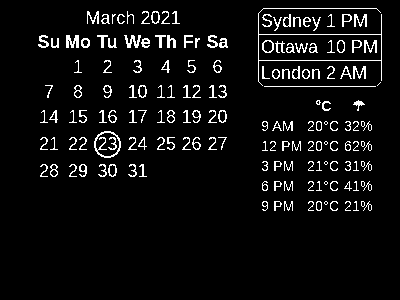 March 2021
Su Mo Tu We Th Fr Sa
1 2 3 4 5 6
7 8 9 10 11 12 13
14 15 16 17 18 19 20
21 22 23 24 25 26 27
28 29 30 31
Sydney 1 PM
Ottawa 10 PM
London 2 AM
°C ☂
9 AM 20°C 32%
12 PM 20°C 62%
3 PM 21°C 31%
6 PM 21°C 41%
9 PM 20°C 21%